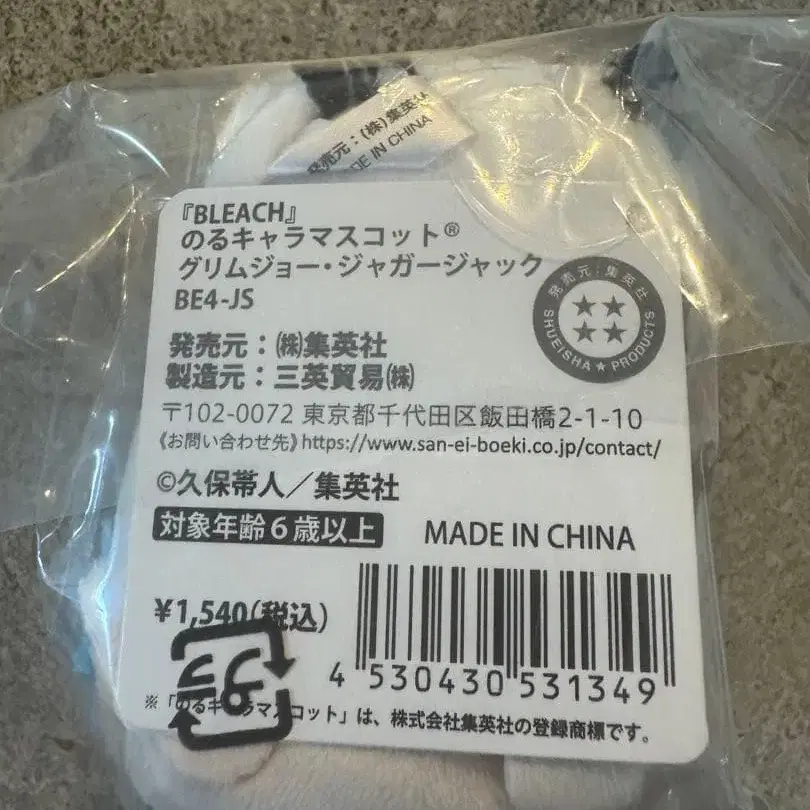 発売元：(株)集英
MADE IN CHINA
『BLEACH』
のるキャラマスコット®
グリムジョー・ジャガージャック
BE4-JS
発売元：集英社
SHUEISHA★PRODUCTS
発売元：㈱集英社
製造元：三英貿易㈱
〒102-0072 東京都千代田区飯田橋2-1-10
《お問い合わせ先》https://www.san-ei-boeki.co.jp/contact/
©久保帯人／集英社
対象年齢6歳以上
MADE IN CHINA
¥1,540(税込)
プラ
4 530430 531349
※「のるキャラマスコット」は、株式会社集英社の登録商標です。